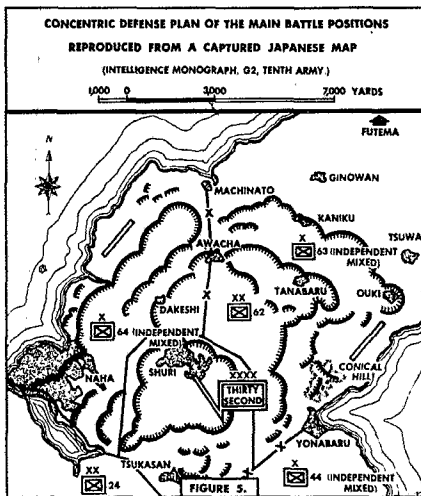 CONCENTRIC DEFENSE PLAN OF THE MAIN BATTLE POSITIONS
REPRODUCED FROM A CAPTURED JAPANESE MAP
(INTELLIGENCE MONOGRAPH, G2, TENTH ARMY.)
1,000 0 3,000 7,000 YARDS
FUTEMA
N
GINOWAN
MACHINATO
X
KANIKU
X
AWACHA
63 (INDEPENDENT MIXED)
TSUWA
X
XX
TANABARU
OUKI
DAKESHI
62
X
64 (INDEPENDENT MIXED)
SHURI
CONICAL HILL
XXXX
THIRTY SECOND
NAHA
YONABARU
XX
24
TSUKASAN
X
X
44 (INDEPENDENT MIXED)
FIGURE 5.